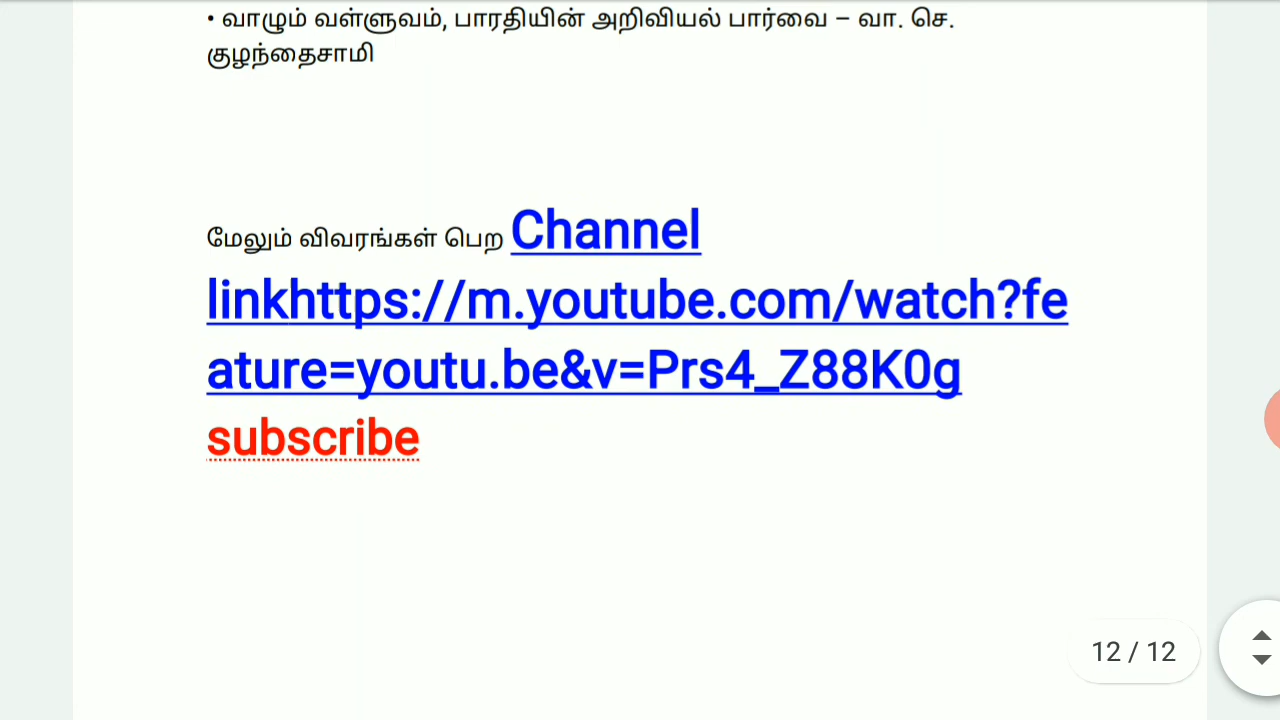 • வாழும் வள்ளுவம், பாரதியின் அறிவியல் பார்வை – வா. செ.
குழந்தைசாமி
மேலும் விவரங்கள் பெற Channel
linkhttps://m.youtube.com/watch?fe
ature=youtu.be&v=Prs4_Z88K0g
subscribe
12 / 12